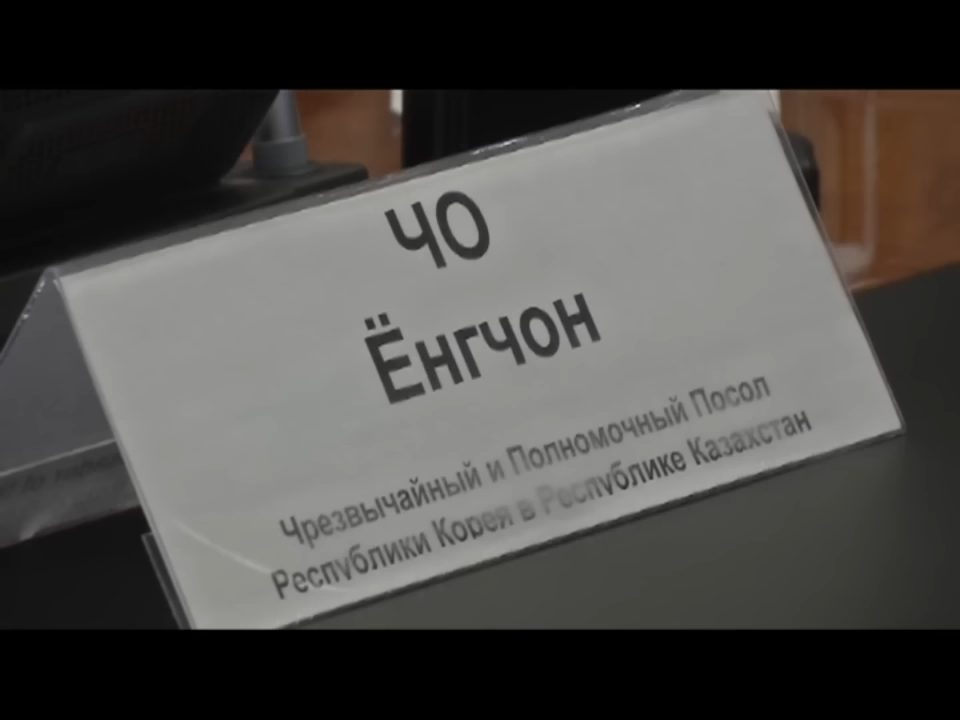 ЧО
Ёнгчон
Чрезвычайный и Полномочный Посол
Республики Корея в Республике Казахстан